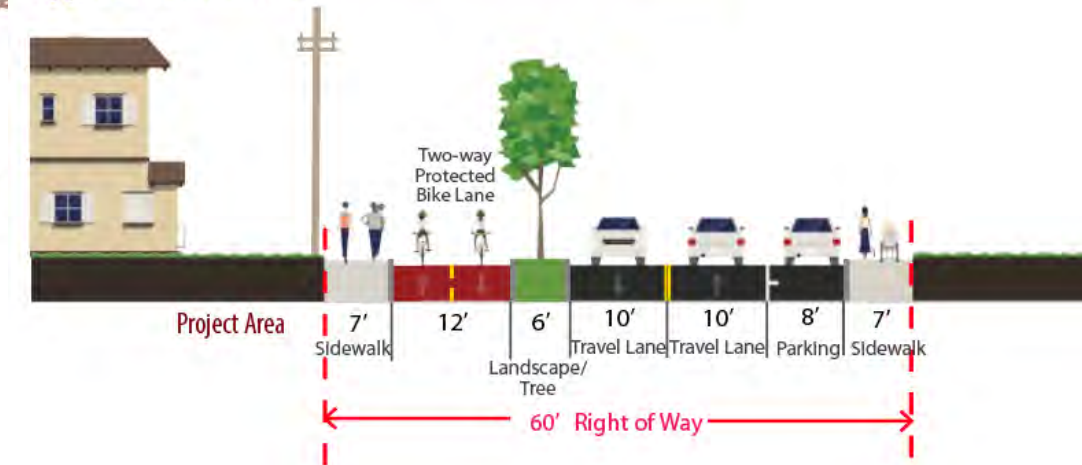 Two-way
Protected
Bike Lane
Project Area
7′
12′
6′
10′
10′
8′
7′
Sidewalk
Landscape/
Tree
Travel Lane
Travel Lane
Parking
Sidewalk
60′ Right of Way